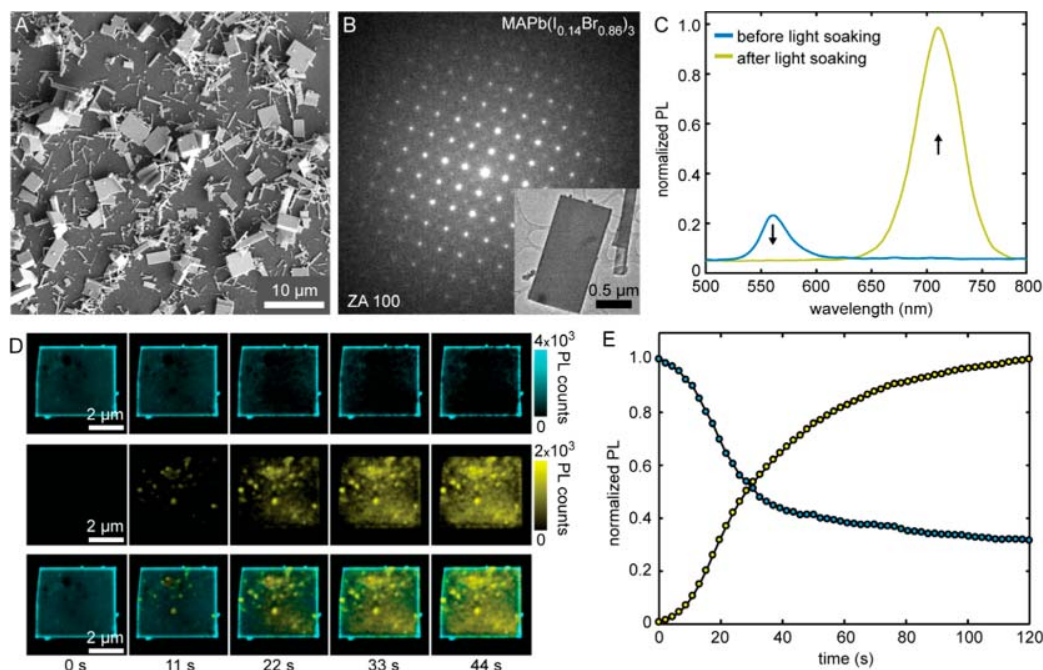 A
10 μm
B
MAPb(I0.14Br0.86)3
ZA 100
0.5 μm
C
before light soaking
after light soaking
normalized PL
1.0
0.8
0.6
0.4
0.2
0
500
550
600
650
700
750
800
wavelength (nm)
D
2 μm
4x10³
PL counts
0
2 μm
2x10³
PL counts
0
2 μm
0 s
11 s
22 s
33 s
44 s
E
normalized PL
1.0
0.8
0.6
0.4
0.2
0
0
20
40
60
80
100
120
time (s)